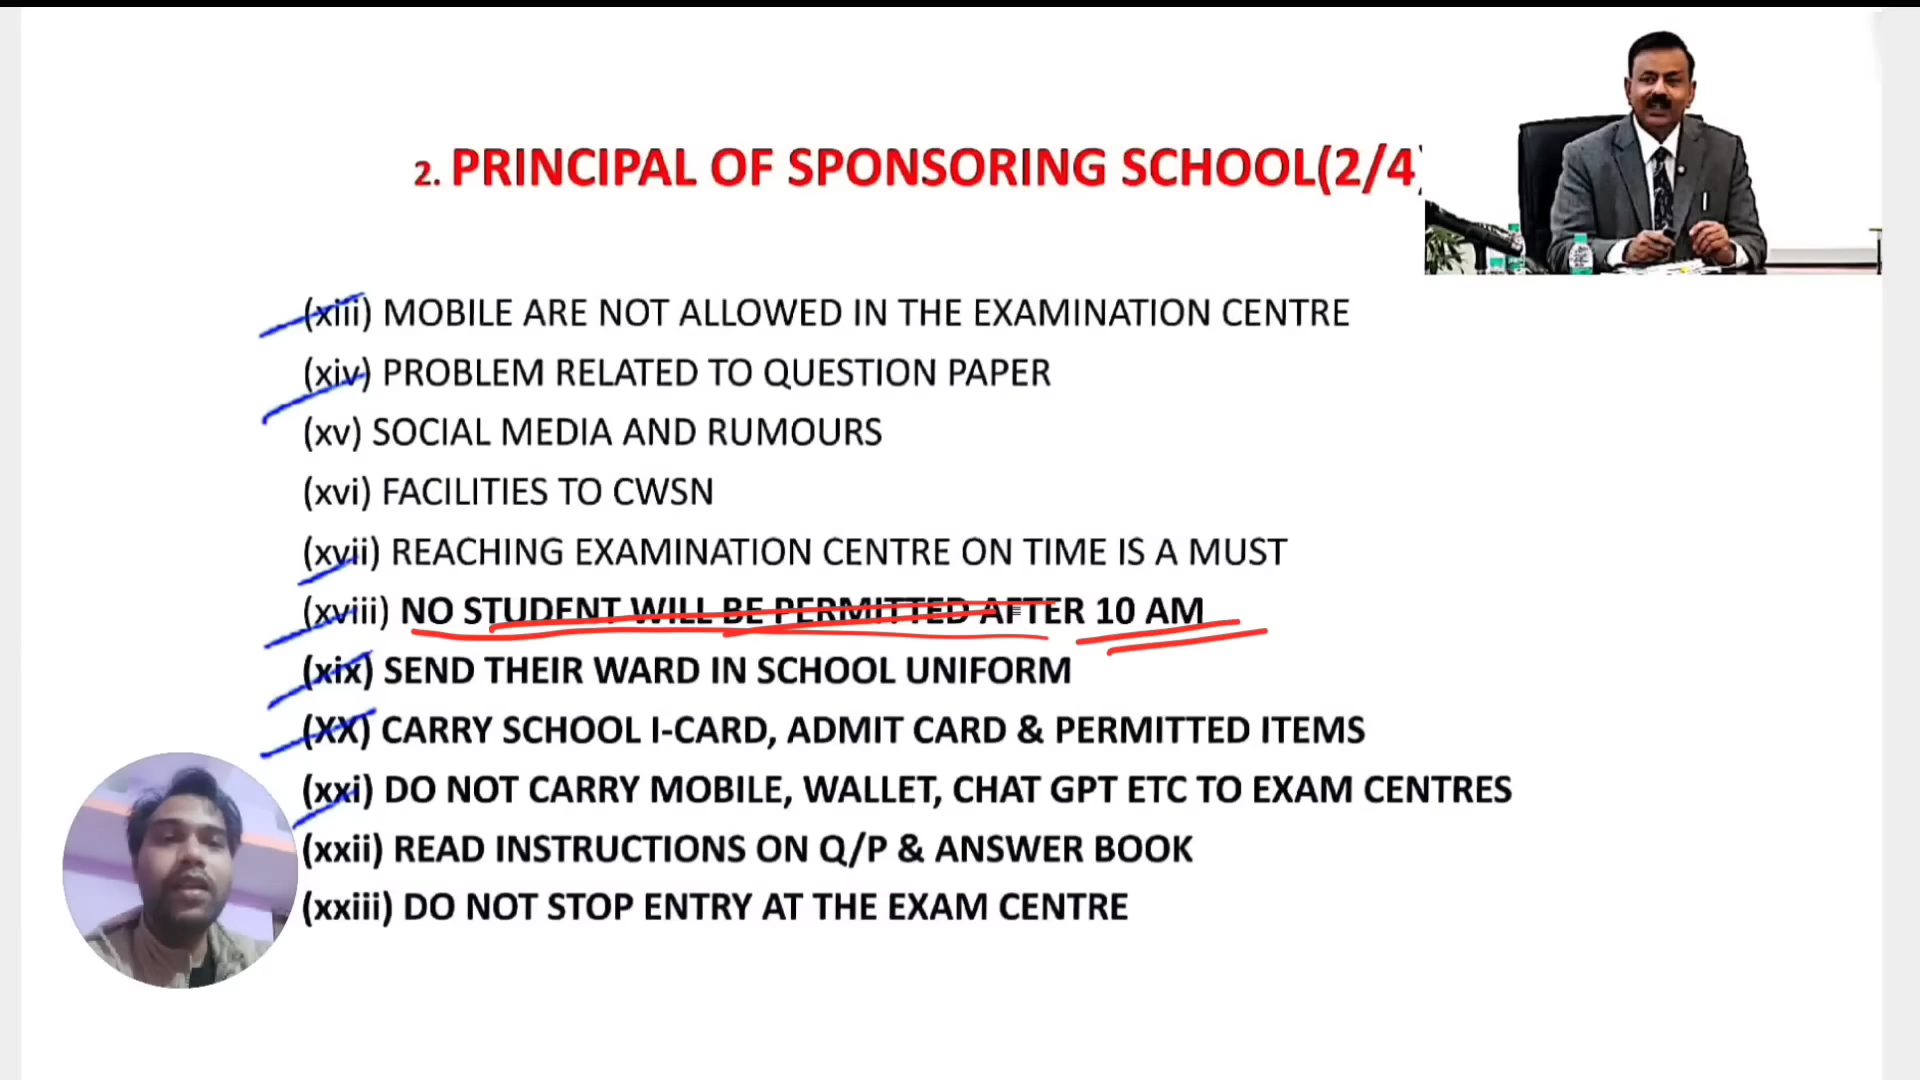 2. PRINCIPAL OF SPONSORING SCHOOL(2/4)
(xiii) MOBILE ARE NOT ALLOWED IN THE EXAMINATION CENTRE
(xiv) PROBLEM RELATED TO QUESTION PAPER
(xv) SOCIAL MEDIA AND RUMOURS
(xvi) FACILITIES TO CWSN
(xvii) REACHING EXAMINATION CENTRE ON TIME IS A MUST
(xviii) NO STUDENT WILL BE PERMITTED AFTER 10 AM
(xix) SEND THEIR WARD IN SCHOOL UNIFORM
(XX) CARRY SCHOOL I-CARD, ADMIT CARD & PERMITTED ITEMS
(xxi) DO NOT CARRY MOBILE, WALLET, CHAT GPT ETC TO EXAM CENTRES
(xxii) READ INSTRUCTIONS ON Q/P & ANSWER BOOK
(xxiii) DO NOT STOP ENTRY AT THE EXAM CENTRE